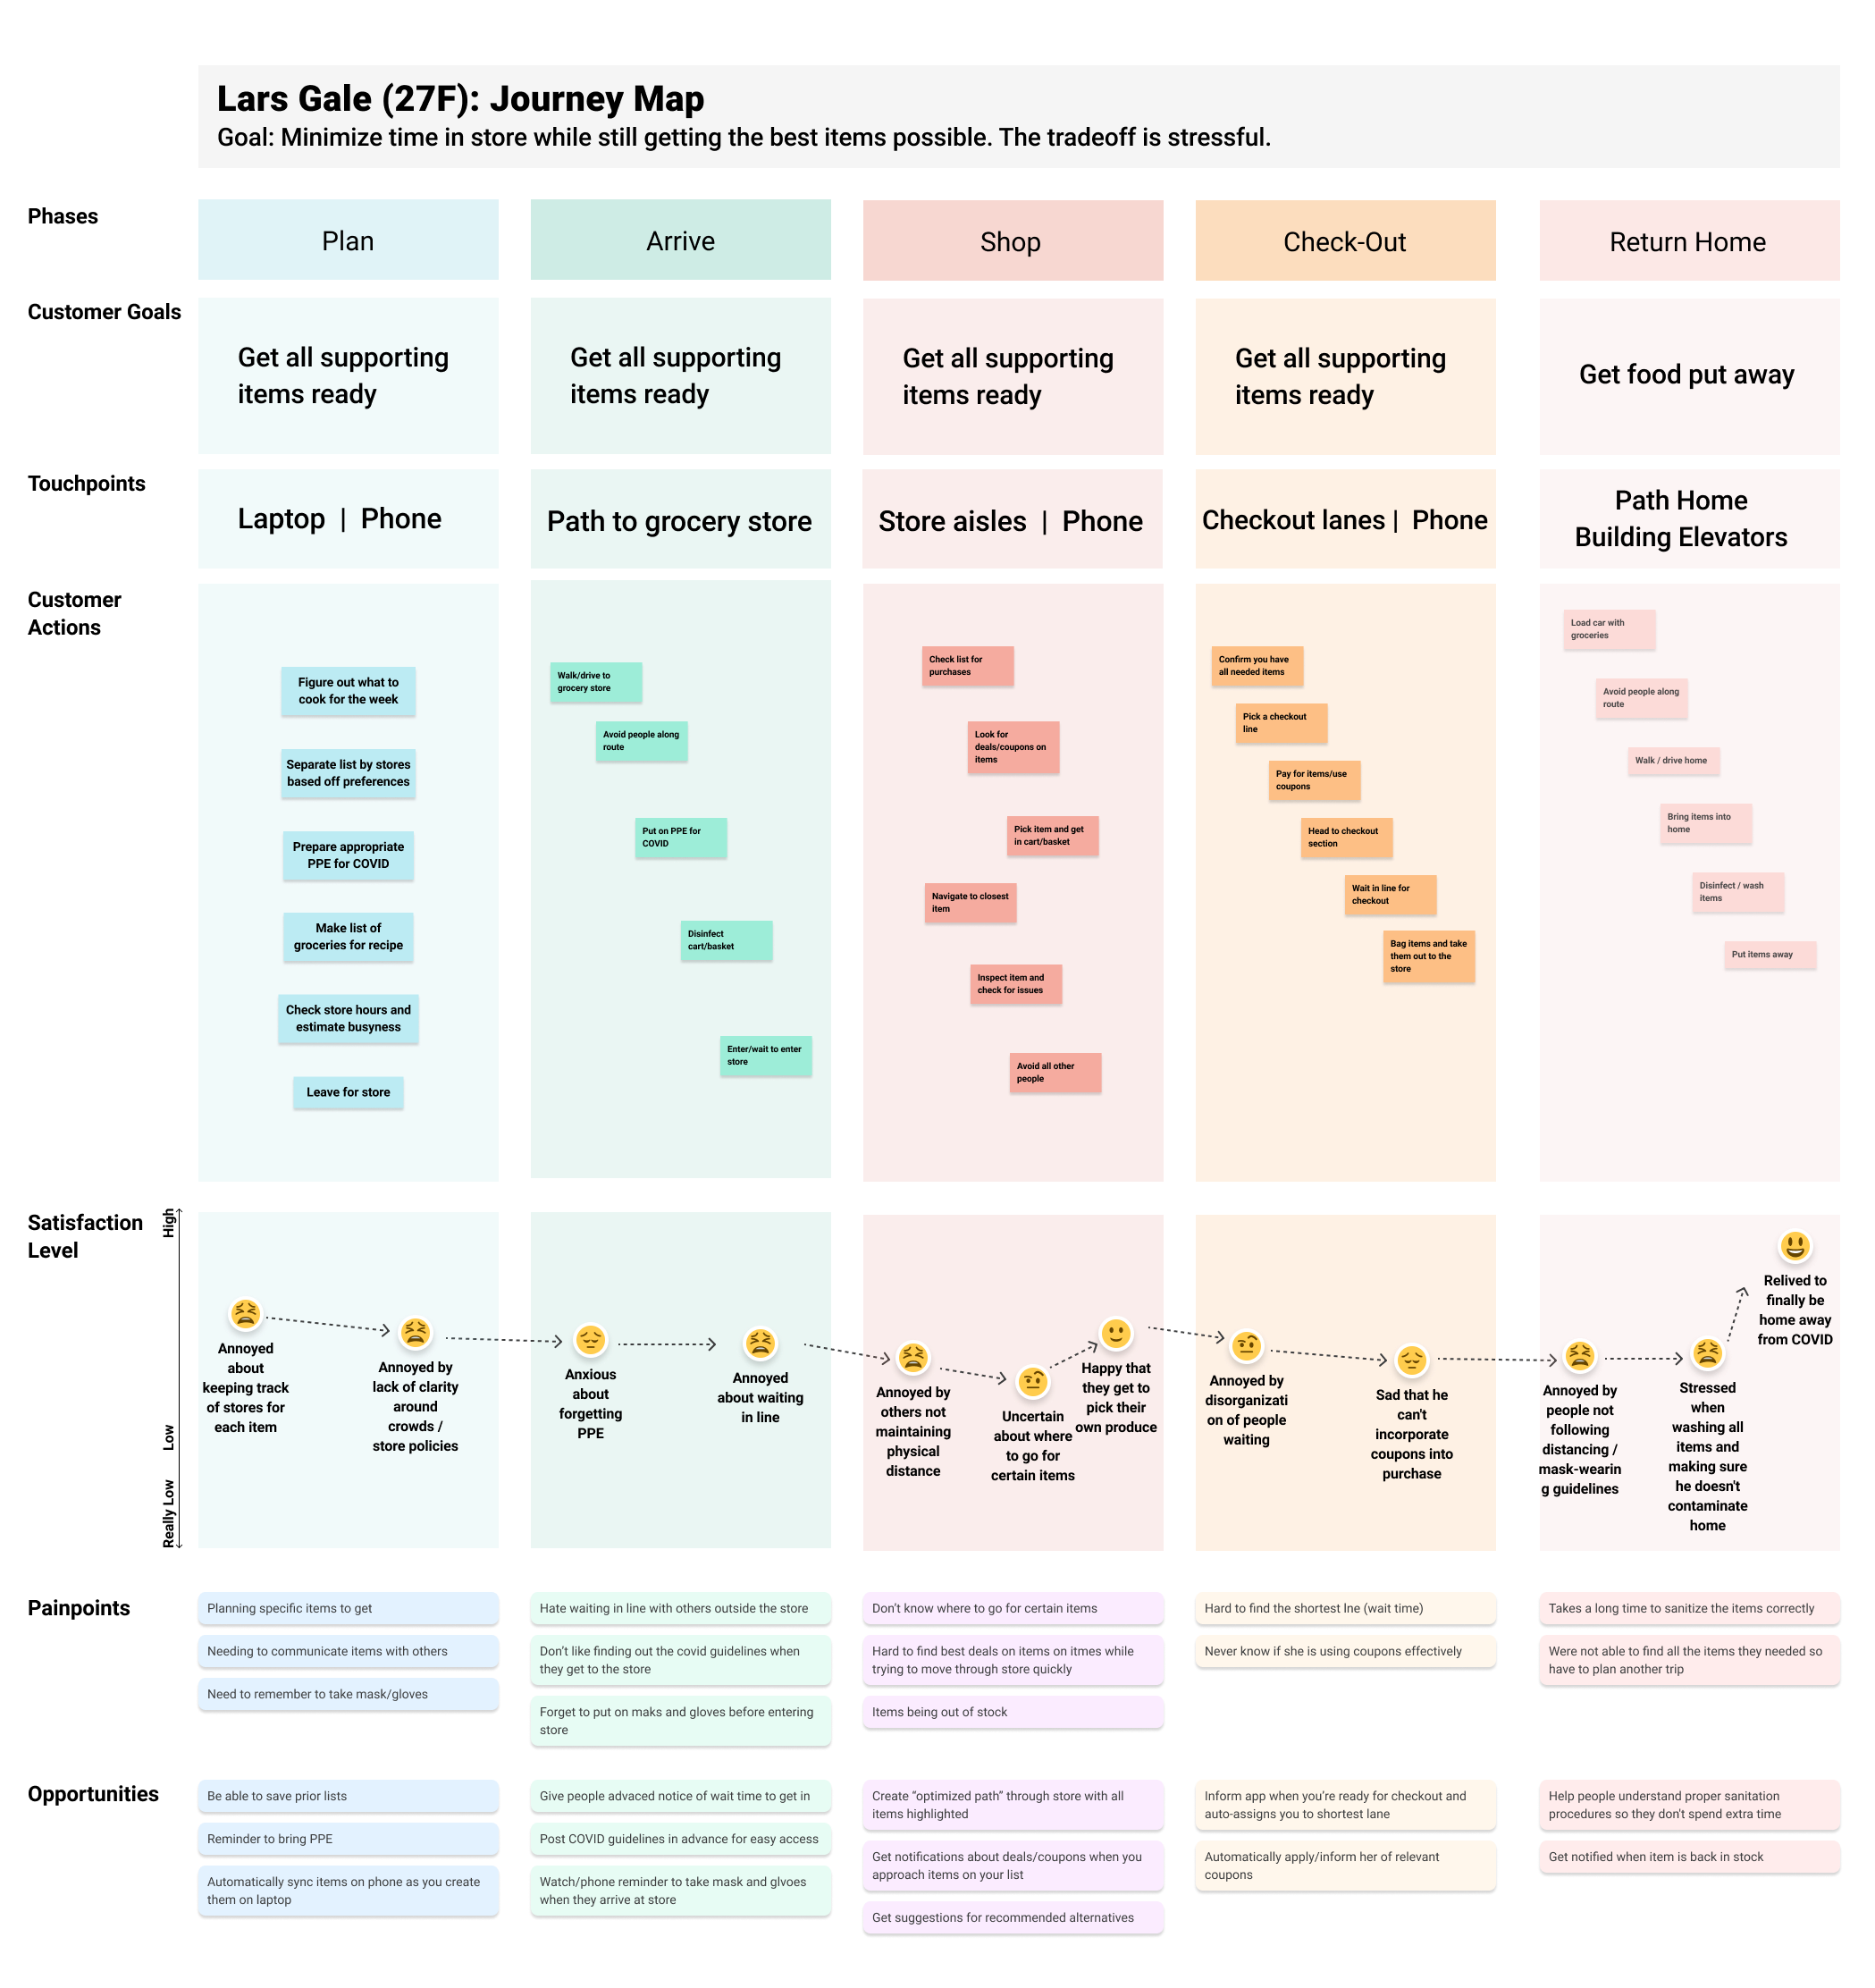 Lars Gale (27F): Journey Map
Goal: Minimize time in store while still getting the best items possible. The tradeoff is stressful.
Phases
Plan
Arrive
Shop
Check-Out
Return Home
Customer Goals
Get all supporting
items ready
Get all supporting
items ready
Get all supporting
items ready
Get all supporting
items ready
Get food put away
Touchpoints
Laptop | Phone
Path to grocery store
Store aisles | Phone
Checkout lanes | Phone
Path Home
Building Elevators
Customer
Actions
Figure out what to
cook for the week
Separate list by stores
based off preferences
Prepare appropriate
PPE for COVID
Make list of
groceries for recipe
Check store hours and
estimate busyness
Leave for store
Walk/drive to
grocery store
Avoid people along
route
Put on PPE for
COVID
Disinfect
cart/basket
Enter/wait to enter
store
Check list for
purchases
Look for
deals/coupons on
items
Pick item and get
in cart/basket
Navigate to closest
item
Inspect item and
check for issues
Avoid all other
people
Confirm you have
all needed items
Pick a checkout
line
Pay for items/use
coupons
Head to checkout
section
Wait in line for
checkout
Bag items and take
them out to the
store
Load car with
groceries
Avoid people along
route
Walk / drive home
Bring items into
home
Disinfect / wash
items
Put items away
Satisfaction
Level
High
Low
Really Low
Annoyed
about
keeping track
of stores for
each item
Annoyed by
lack of clarity
around
crowds /
store policies
Anxious
about
forgetting
PPE
Annoyed
about waiting
in line
Annoyed by
others not
maintaining
physical
distance
Uncertain
about where
to go for
certain items
Happy that
they get to
pick their
own produce
Annoyed by
disorganizati
on of people
waiting
Sad that he
can't
incorporate
coupons into
purchase
Annoyed by
people not
following
distancing /
mask-wearin
g guidelines
Stressed
when
washing all
items and
making sure
he doesn't
contaminate
home
Relived to
finally be
home away
from COVID
Painpoints
Planning specific items to get
Needing to communicate items with others
Need to remember to take mask/gloves
Hate waiting in line with others outside the store
Don't like finding out the covid guidelines when
they get to the store
Forget to put on maks and gloves before entering
store
Don't know where to go for certain items
Hard to find best deals on items on itmes while
trying to move through store quickly
Items being out of stock
Hard to find the shortest lne (wait time)
Never know if she is using coupons effectively
Takes a long time to sanitize the items correctly
Were not able to find all the items they needed so
have to plan another trip
Opportunities
Be able to save prior lists
Reminder to bring PPE
Automatically sync items on phone as you create
them on laptop
Give people advaced notice of wait time to get in
Post COVID guidelines in advance for easy access
Watch/phone reminder to take mask and glvoes
when they arrive at store
Create “optimized path” through store with all
items highlighted
Get notifications about deals/coupons when you
approach items on your list
Get suggestions for recommended alternatives
Inform app when you're ready for checkout and
auto-assigns you to shortest lane
Automatically apply/inform her of relevant
coupons
Help people understand proper sanitation
procedures so they don't spend extra time
Get notified when item is back in stock